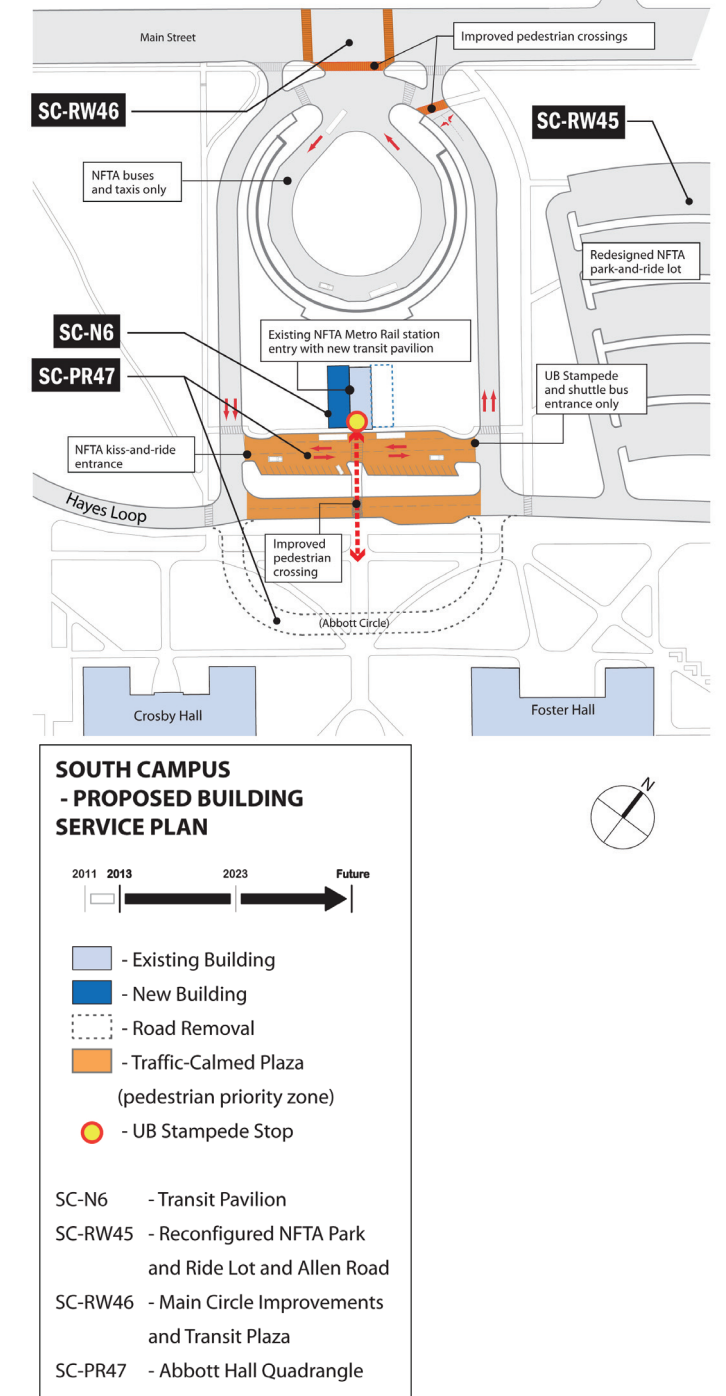 Main Street
Improved pedestrian crossings
SC-RW46
SC-RW45
NFTA buses
and taxis only
Redesigned NFTA
park-and-ride lot
SC-N6
Existing NFTA Metro Rail station
entry with new transit pavilion
SC-PR47
UB Stampede
and shuttle bus
entrance only
NFTA kiss-and-ride
entrance
Hayes Loop
Improved
pedestrian
crossing
(Abbott Circle)
Crosby Hall
Foster Hall
SOUTH CAMPUS
- PROPOSED BUILDING
SERVICE PLAN
N
2011 2013 2023 Future
- Existing Building
- New Building
- Road Removal
- Traffic-Calmed Plaza
(pedestrian priority zone)
- UB Stampede Stop
SC-N6 - Transit Pavilion
SC-RW45 - Reconfigured NFTA Park
and Ride Lot and Allen Road
SC-RW46 - Main Circle Improvements
and Transit Plaza
SC-PR47 - Abbott Hall Quadrangle